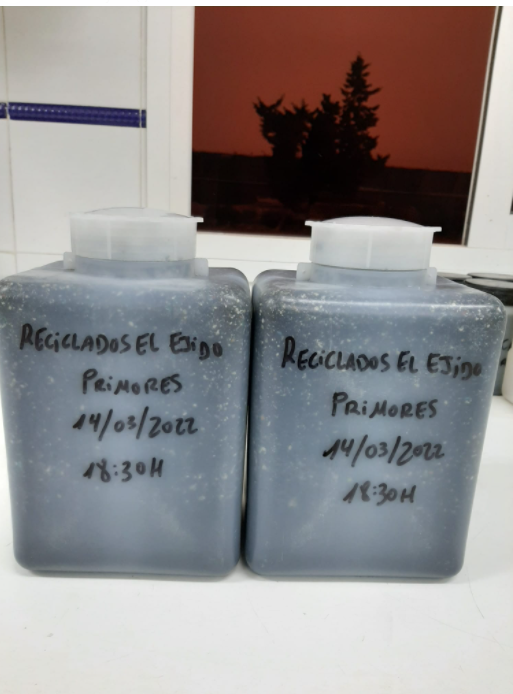 RECICLADOS EL EJIDO
PRIMORES
14/03/2022
18:30H
RECICLADOS EL EJIDO
PRIMORES
14/03/2022
18:30H